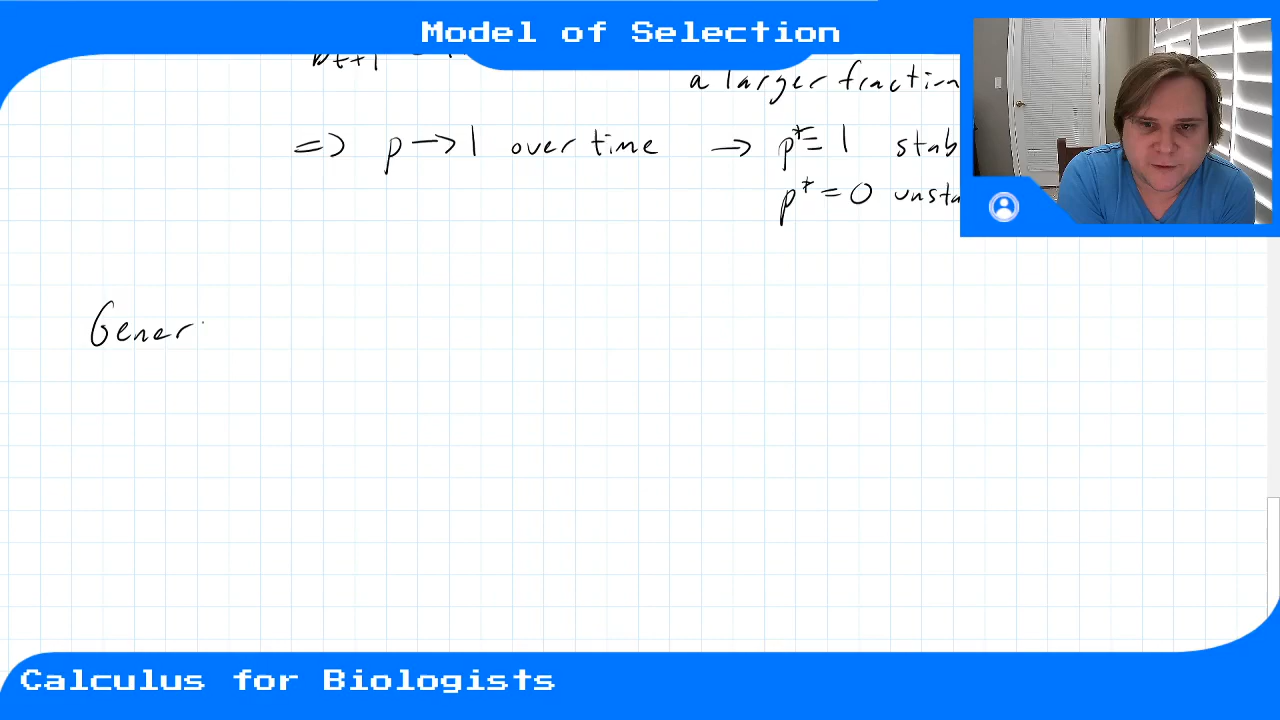 Model of Selection
a larger fraction
=> p → 1 over time → p* = 1 stab
p* = 0 unsta
Gener
Calculus for Biologists